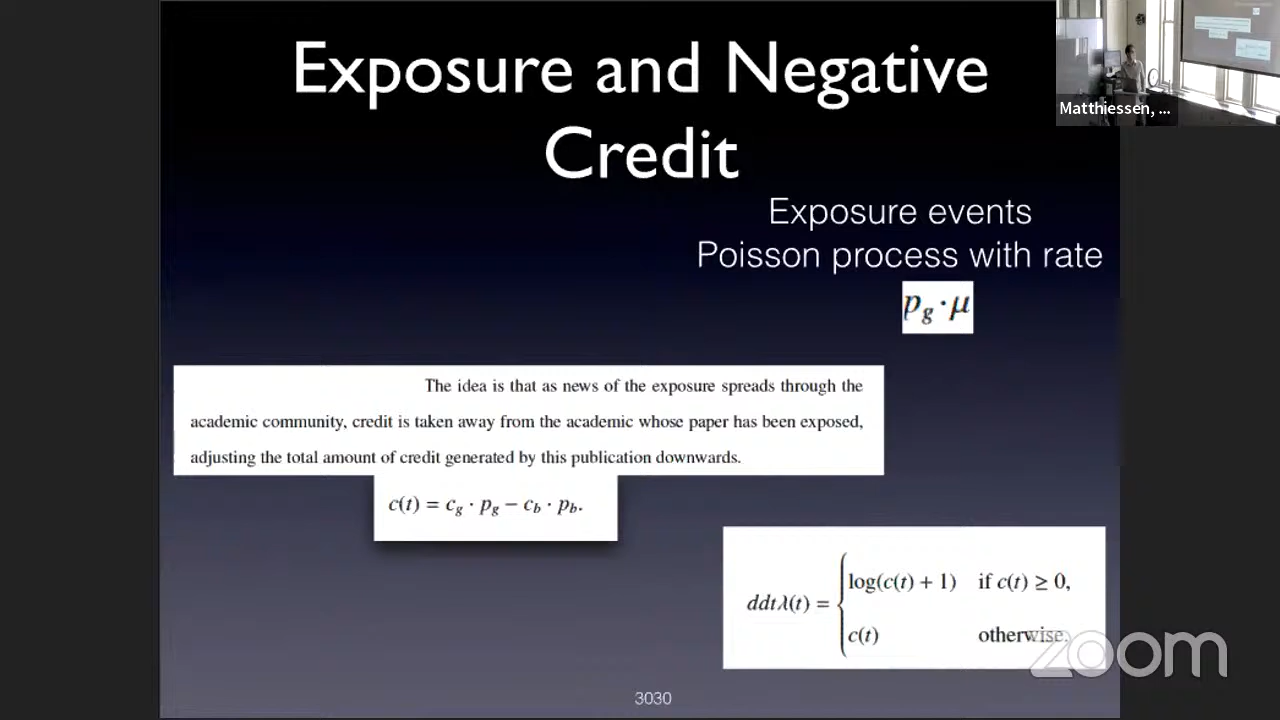 Exposure and Negative
Credit
Matthiessen, ...
Exposure events
Poisson process with rate
p_g · μ
The idea is that as news of the exposure spreads through the
academic community, credit is taken away from the academic whose paper has been exposed,
adjusting the total amount of credit generated by this publication downwards.
c(t) = c_g · p_g − c_b · p_b.
ddtλ(t) = { log(c(t) + 1) if c(t) ≥ 0,
c(t) otherwise.
zoom
3030